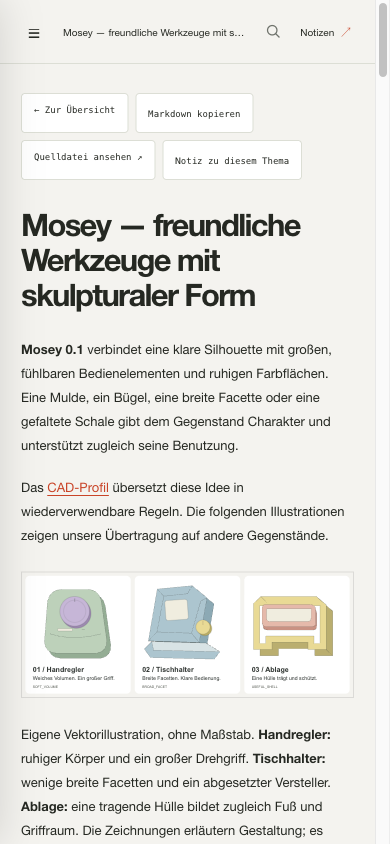 Mosey — freundliche Werkzeuge mit s…
Notizen
← Zur Übersicht
Markdown kopieren
Quelldatei ansehen ↗
Notiz zu diesem Thema
Mosey — freundliche
Werkzeuge mit
skulpturaler Form
Mosey 0.1 verbindet eine klare Silhouette mit großen,
fühlbaren Bedienelementen und ruhigen Farbflächen.
Eine Mulde, ein Bügel, eine breite Facette oder eine
gefaltete Schale gibt dem Gegenstand Charakter und
unterstützt zugleich seine Benutzung.
Das CAD-Profil übersetzt diese Idee in
wiederverwendbare Regeln. Die folgenden Illustrationen
zeigen unsere Übertragung auf andere Gegenstände.
01 / Handregler
Weiches Volumen. Ein großer Griff.
SOFT_VOLUME
02 / Tischhalter
Breite Facetten. Klare Bedienung.
BROAD_FACET
03 / Ablage
Eine Hülle trägt und schützt.
USEFUL_SHELL
Eigene Vektorillustration, ohne Maßstab. Handregler:
ruhiger Körper und ein großer Drehgriff. Tischhalter:
wenige breite Facetten und ein abgesetzter Versteller.
Ablage: eine tragende Hülle bildet zugleich Fuß und
Griffraum. Die Zeichnungen erläutern Gestaltung; es